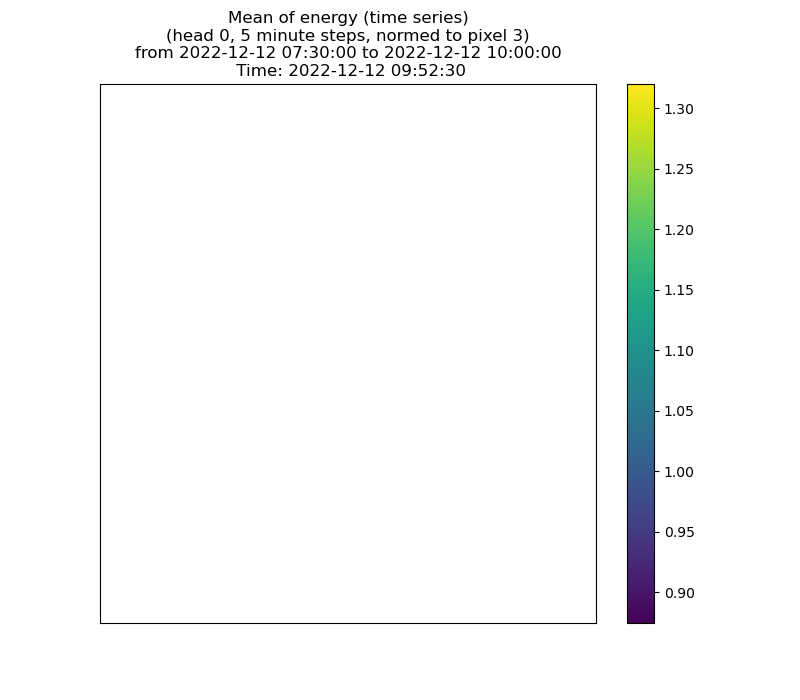 Mean of energy (time series)
(head 0, 5 minute steps, normed to pixel 3)
from 2022-12-12 07:30:00 to 2022-12-12 10:00:00
Time: 2022-12-12 09:52:30
1.30
1.25
1.20
1.15
1.10
1.05
1.00
0.95
0.90